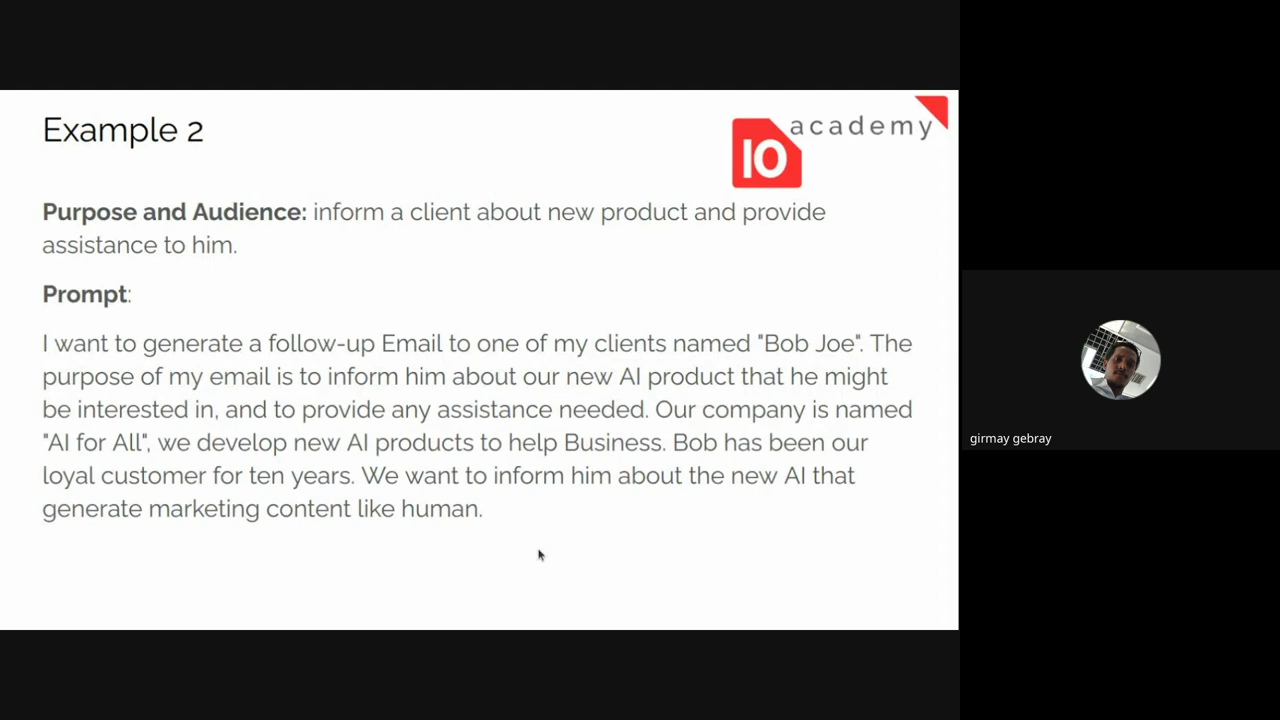 Example 2
10 academy
Purpose and Audience: inform a client about new product and provide
assistance to him.
Prompt:
I want to generate a follow-up Email to one of my clients named "Bob Joe". The
purpose of my email is to inform him about our new AI product that he might
be interested in, and to provide any assistance needed. Our company is named
"AI for All", we develop new AI products to help Business. Bob has been our
loyal customer for ten years. We want to inform him about the new AI that
generate marketing content like human.
girmay gebray